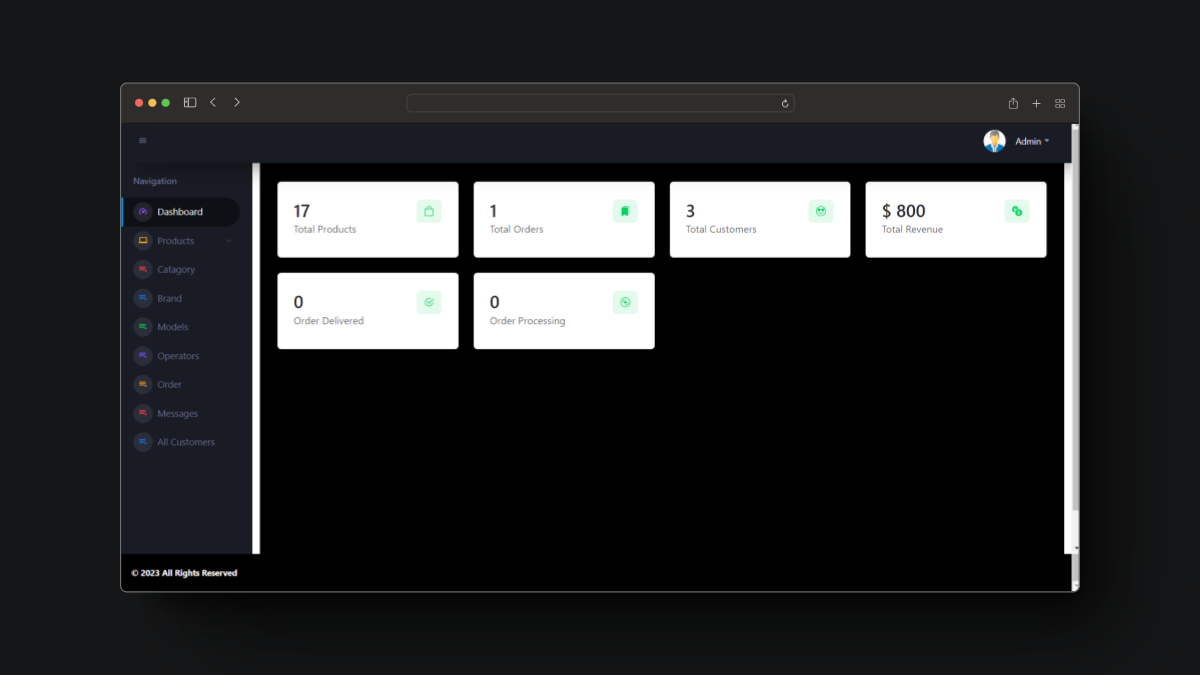 Admin
Navigation
Dashboard
Products
Catagory
Brand
Models
Operators
Order
Messages
All Customers
17
Total Products
1
Total Orders
3
Total Customers
$ 800
Total Revenue
0
Order Delivered
0
Order Processing
© 2023 All Rights Reserved